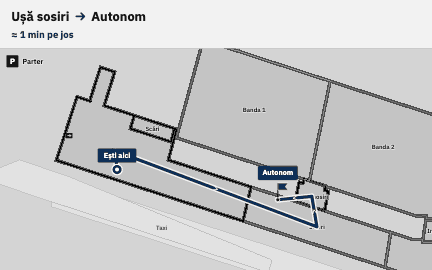 Ușă sosiri → Autonom
≈ 1 min pe jos
P Parter
Banda 1
Scări
Banda 2
Ești aici
Autonom
Taxi